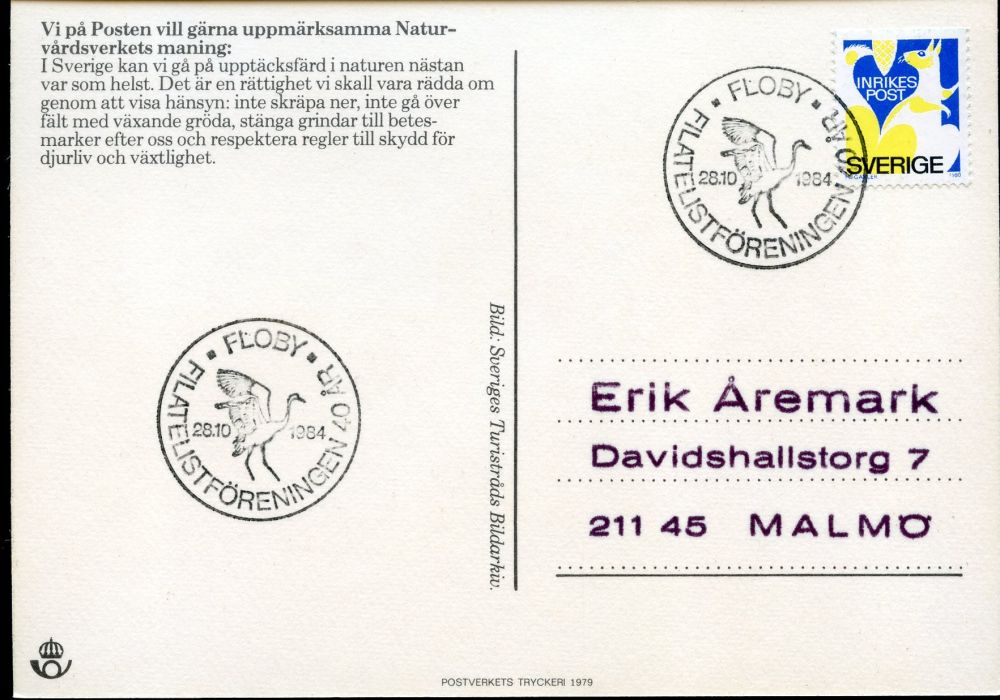 Vi på Posten vill gärna uppmärksamma Natur-
vårdsverkets maning:
I Sverige kan vi gå på upptäcksfärd i naturen nästan
var som helst. Det är en rättighet vi skall vara rädda om
genom att visa hänsyn: inte skräpa ner, inte gå över
fält med växande gröda, stänga grindar till betes-
marker efter oss och respektera regler till skydd för
djurliv och växtlighet.
INRIKES
POST
SVERIGE
1980
FLOBY
FILATELISTFÖRENINGEN 40 ÅR
28.10 1984
FLOBY
FILATELISTFÖRENINGEN 40 ÅR
28.10 1984
Bild: Sveriges Turistråds Bildarkiv.
Erik Åremark
Davidshallstorg 7
211 45 MALMÖ
POSTVERKETS TRYCKERI 1979